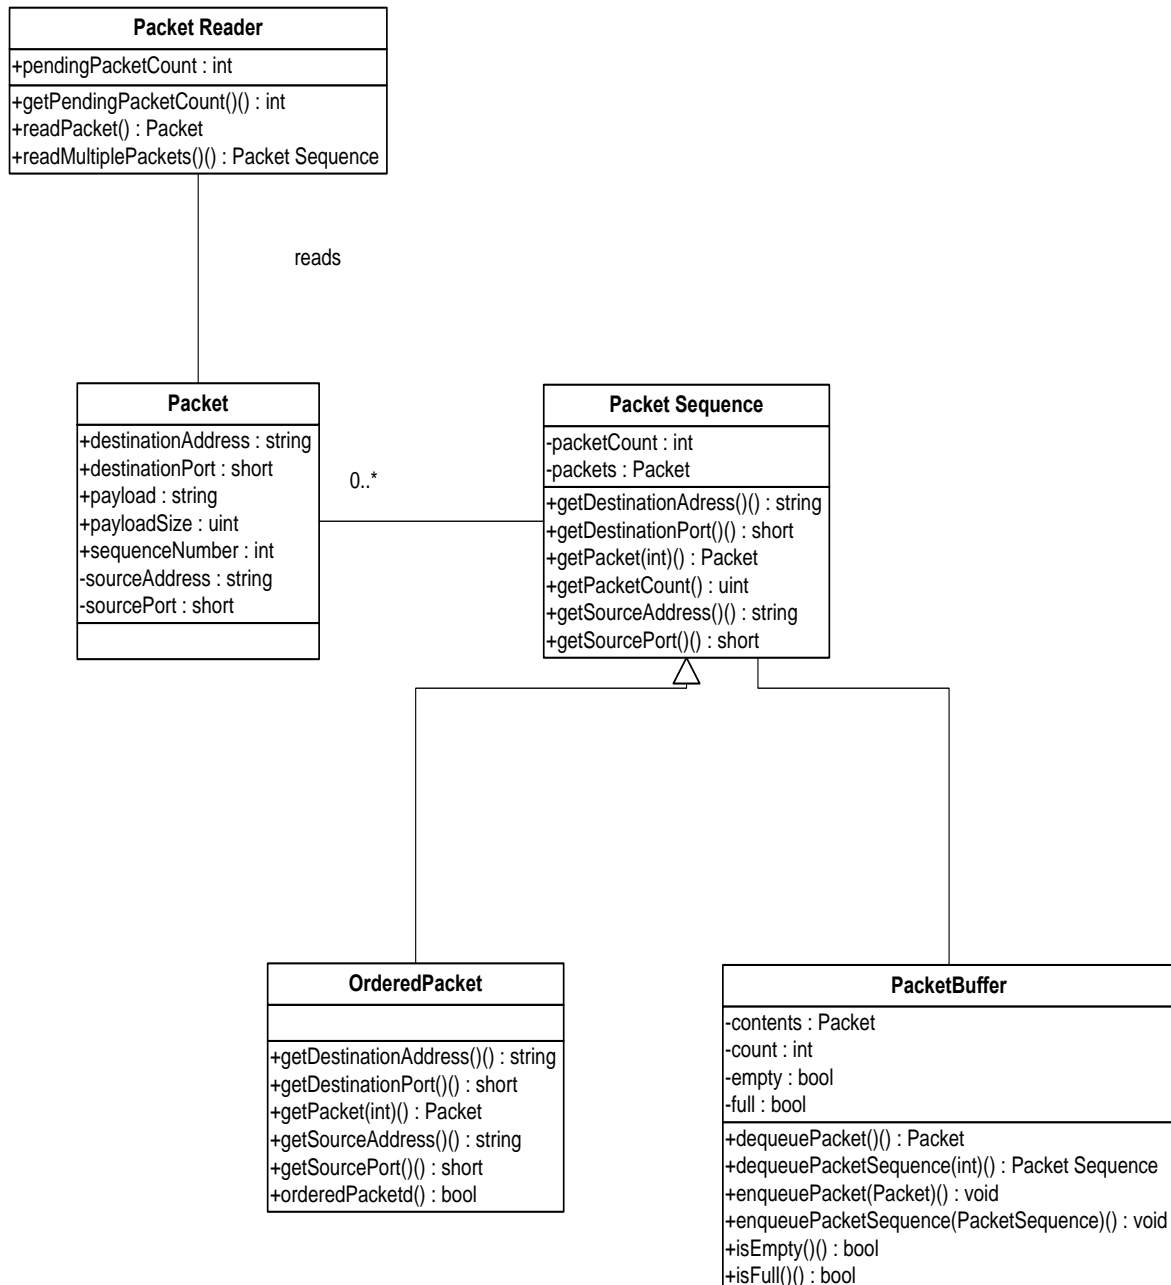 Packet Reader
+pendingPacketCount : int
+getPendingPacketCount()() : int
+readPacket() : Packet
+readMultiplePackets()() : Packet Sequence
reads
Packet
+destinationAddress : string
+destinationPort : short
+payload : string
+payloadSize : uint
+sequenceNumber : int
-sourceAddress : string
-sourcePort : short
0..*
Packet Sequence
-packetCount : int
-packets : Packet
+getDestinationAdress()() : string
+getDestinationPort()() : short
+getPacket(int)() : Packet
+getPacketCount() : uint
+getSourceAddress()() : string
+getSourcePort()() : short
OrderedPacket
+getDestinationAddress()() : string
+getDestinationPort()() : short
+getPacket(int)() : Packet
+getSourceAddress()() : string
+getSourcePort()() : short
+orderedPacketd() : bool
PacketBuffer
-contents : Packet
-count : int
-empty : bool
-full : bool
+dequeuePacket()() : Packet
+dequeuePacketSequence(int)() : Packet Sequence
+enqueuePacket(Packet)() : void
+enqueuePacketSequence(PacketSequence)() : void
+isEmpty()() : bool
+isFull()() : bool